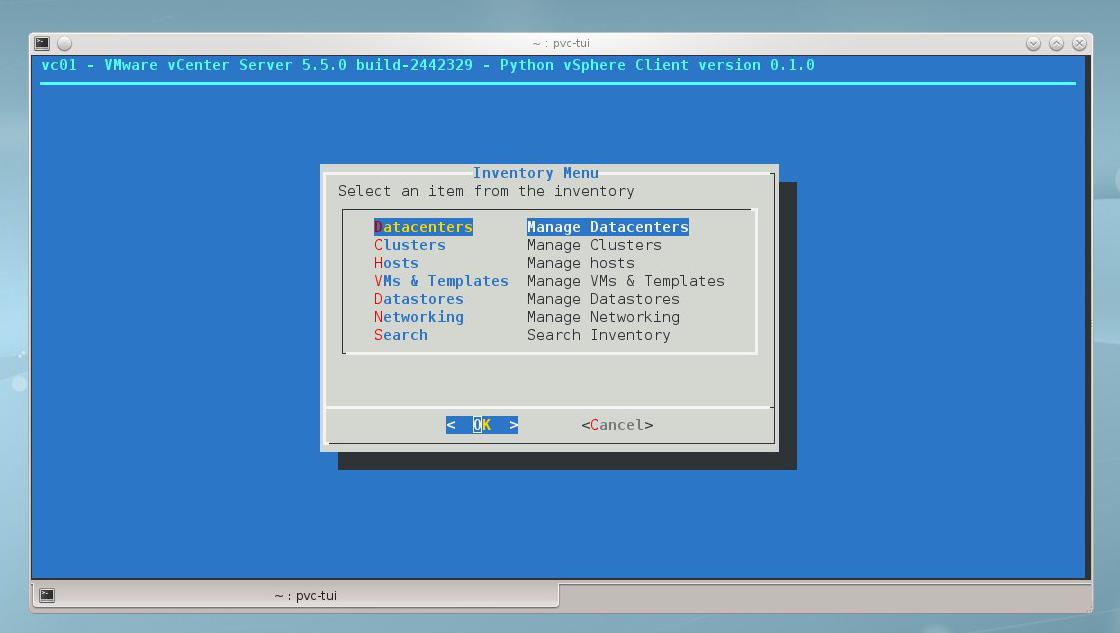 ~ : pvc-tui
vc01 - VMware vCenter Server 5.5.0 build-2442329 - Python vSphere Client version 0.1.0
Inventory Menu
Select an item from the inventory
Datacenters Manage Datacenters
Clusters Manage Clusters
Hosts Manage hosts
VMs & Templates Manage VMs & Templates
Datastores Manage Datastores
Networking Manage Networking
Search Search Inventory
< OK > <Cancel>
~ : pvc-tui